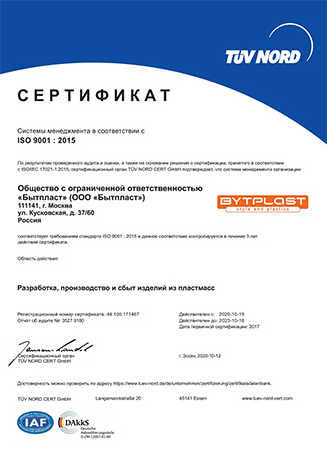 TÜV NORD
СЕРТИФИКАТ
Системы менеджмента в соответствии с
ISO 9001 : 2015
По результатам проведенного аудита и оценки, а также на основании решения о сертификации, принятого в соответствии
с ISO/IEC 17021-1:2015, сертификационный орган TÜV NORD CERT GmbH подтверждает, что система менеджмента организации
Общество с ограниченной ответственностью
«Бытпласт» (ООО «Бытпласт»)
111141, г. Москва
ул. Кусковская, д. 37/60
Россия
BYTPLAST
style and plastics
соответствует требованиям стандарта ISO 9001 : 2015 и данное соответствие контролируется в течение 3 лет
действия сертификата.
Область действия:
Разработка, производство и сбыт изделий из пластмасс
Регистрационный номер сертификата: 44 100 171467
Отчёт об аудите №: 3527 9160
Действителен с 2020-10-19
Действителен до 2023-10-18
Дата первичной сертификации: 2017
Сертификационный орган
TÜV NORD CERT GmbH
г. Эссен, 2020-10-12
Достоверность можно проверить по адресу https://www.tuev-nord.de/de/unternehmen/zertifizierung/zertifikatsdatenbank.
TÜV NORD CERT GmbH
Langemarckstraße 20
45141 Essen
www.tuev-nord-cert.com
IAF
DAkkS
Deutsche
Akkreditierungsstelle
D-ZM-12007-01-00